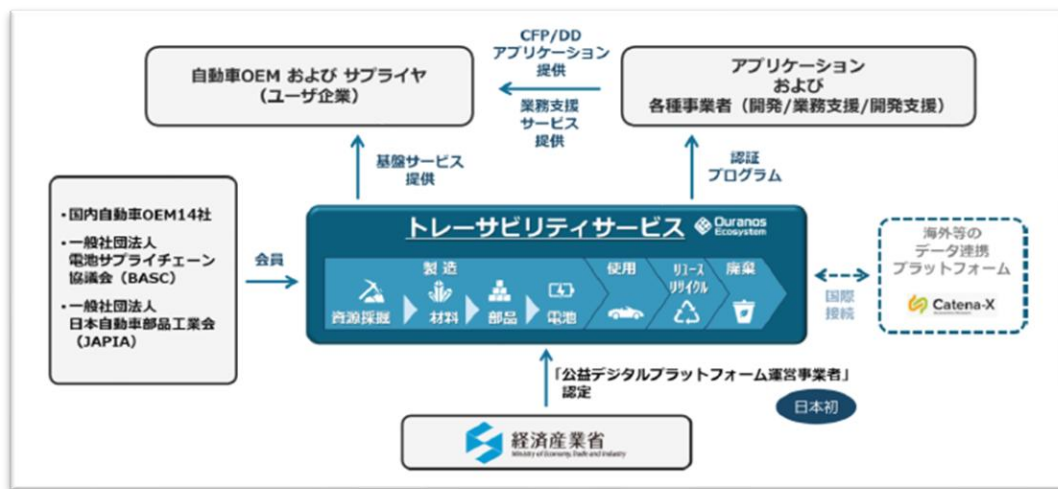 自動車OEM および サプライヤ
（ユーザ企業）
CFP/DD
アプリケーション
提供
業務支援
サービス
提供
アプリケーション
および
各種事業者（開発/業務支援/開発支援）
基盤サービス
提供
認証
プログラム
・国内自動車OEM14社
・一般社団法人
電池サプライチェーン
協議会（BASC）
・一般社団法人
日本自動車部品工業会
（JAPIA）
会員
トレーサビリティサービス
Ouranos
Ecosystem
製造
資源採掘
材料
部品
電池
使用
リユース
リサイクル
廃棄
国際
接続
海外等の
データ連携
プラットフォーム
Catena-X
「公益デジタルプラットフォーム運営事業者」
認定
日本初
経済産業省
Ministry of Economy, Trade and Industry